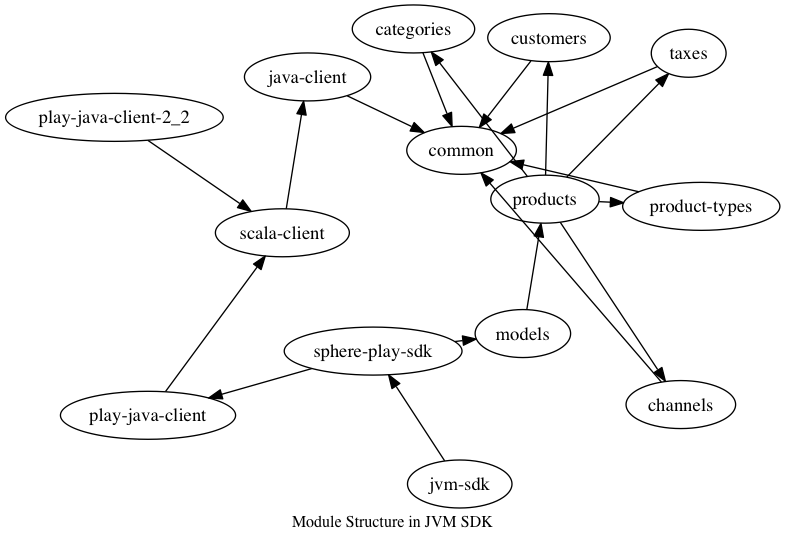 categories
customers
taxes
java-client
play-java-client-2_2
common
products
product-types
scala-client
models
sphere-play-sdk
channels
play-java-client
jvm-sdk
Module Structure in JVM SDK